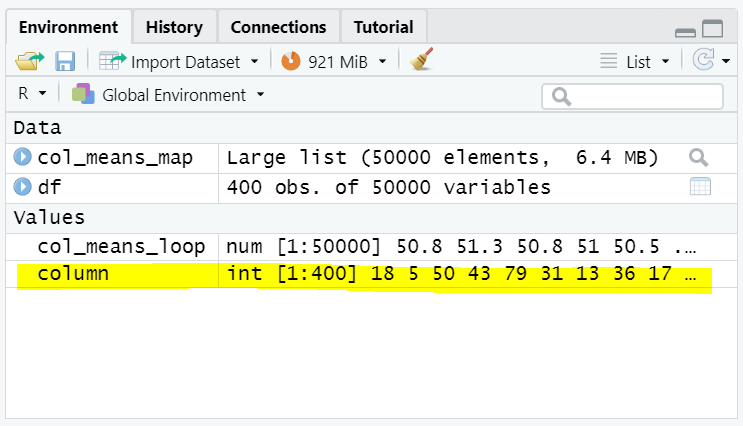 Environment History Connections Tutorial
Import Dataset 921 MiB List
R Global Environment
Data
col_means_map Large list (50000 elements, 6.4 MB)
df 400 obs. of 50000 variables
Values
col_means_loop num [1:50000] 50.8 51.3 50.8 51 50.5 ...
column int [1:400] 18 5 50 43 79 31 13 36 17 ...